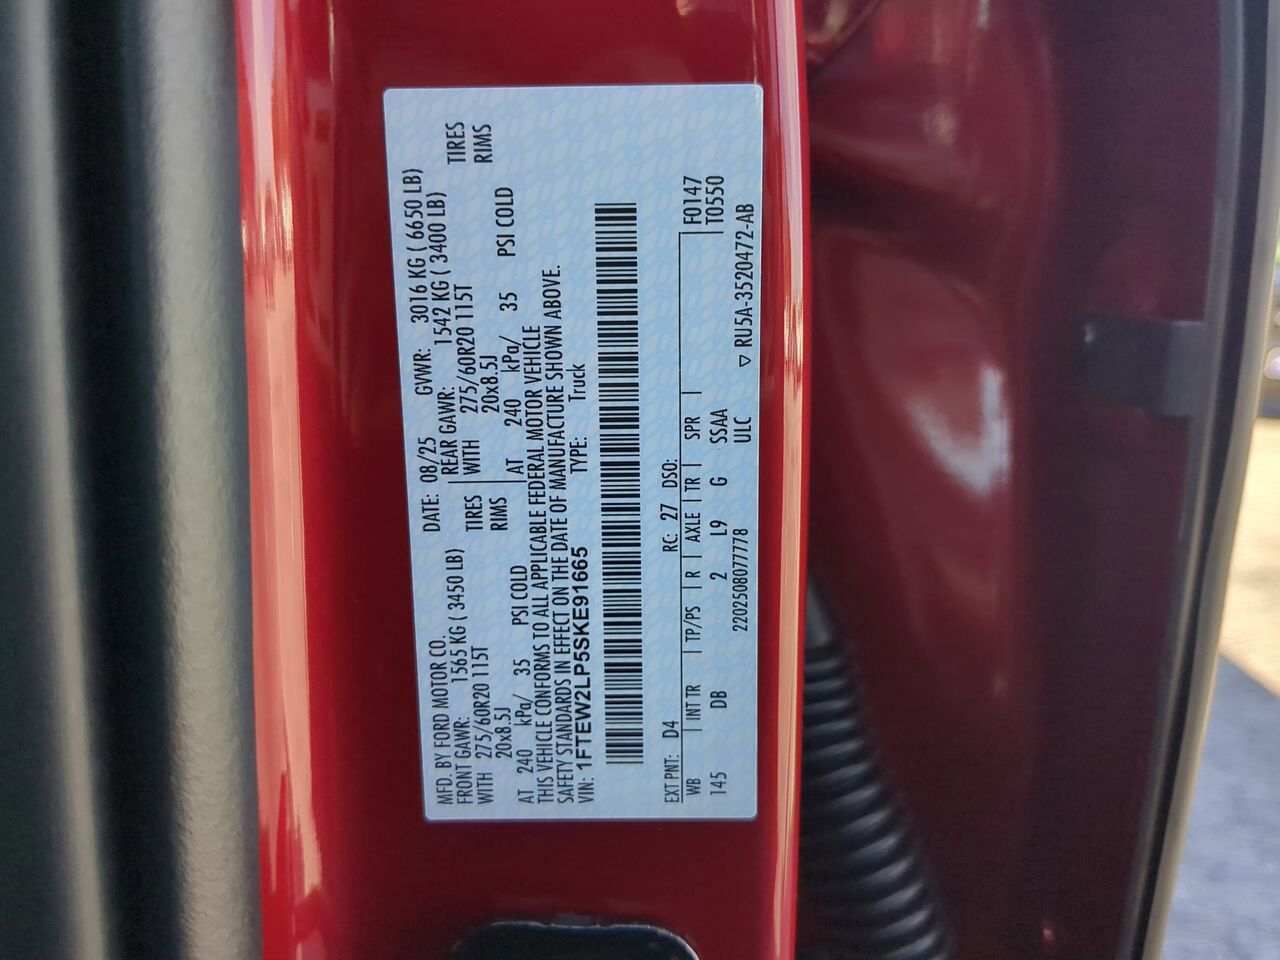 MFD. BY FORD MOTOR CO.
DATE: 08/25
GVWR: 3016 KG ( 6650 LB)
FRONT GAWR: 1565 KG ( 3450 LB)
REAR GAWR: 1542 KG ( 3400 LB)
WITH 275/60R20 115T TIRES
WITH 275/60R20 115T TIRES
20x8.5J RIMS
20x8.5J RIMS
AT 240 kPa/ 35 PSI COLD
AT 240 kPa/ 35 PSI COLD
THIS VEHICLE CONFORMS TO ALL APPLICABLE FEDERAL MOTOR VEHICLE
SAFETY STANDARDS IN EFFECT ON THE DATE OF MANUFACTURE SHOWN ABOVE.
VIN: 1FTEW2LP5SKE91665
TYPE: Truck
EXT PNT: D4 RC: 27 DSO: F0147
WB INT TR TP/PS R AXLE TR SPR T0550
145 DB 2 L9 G SSAA
2202508077778 ULC ▽ RU5A-3520472-AB